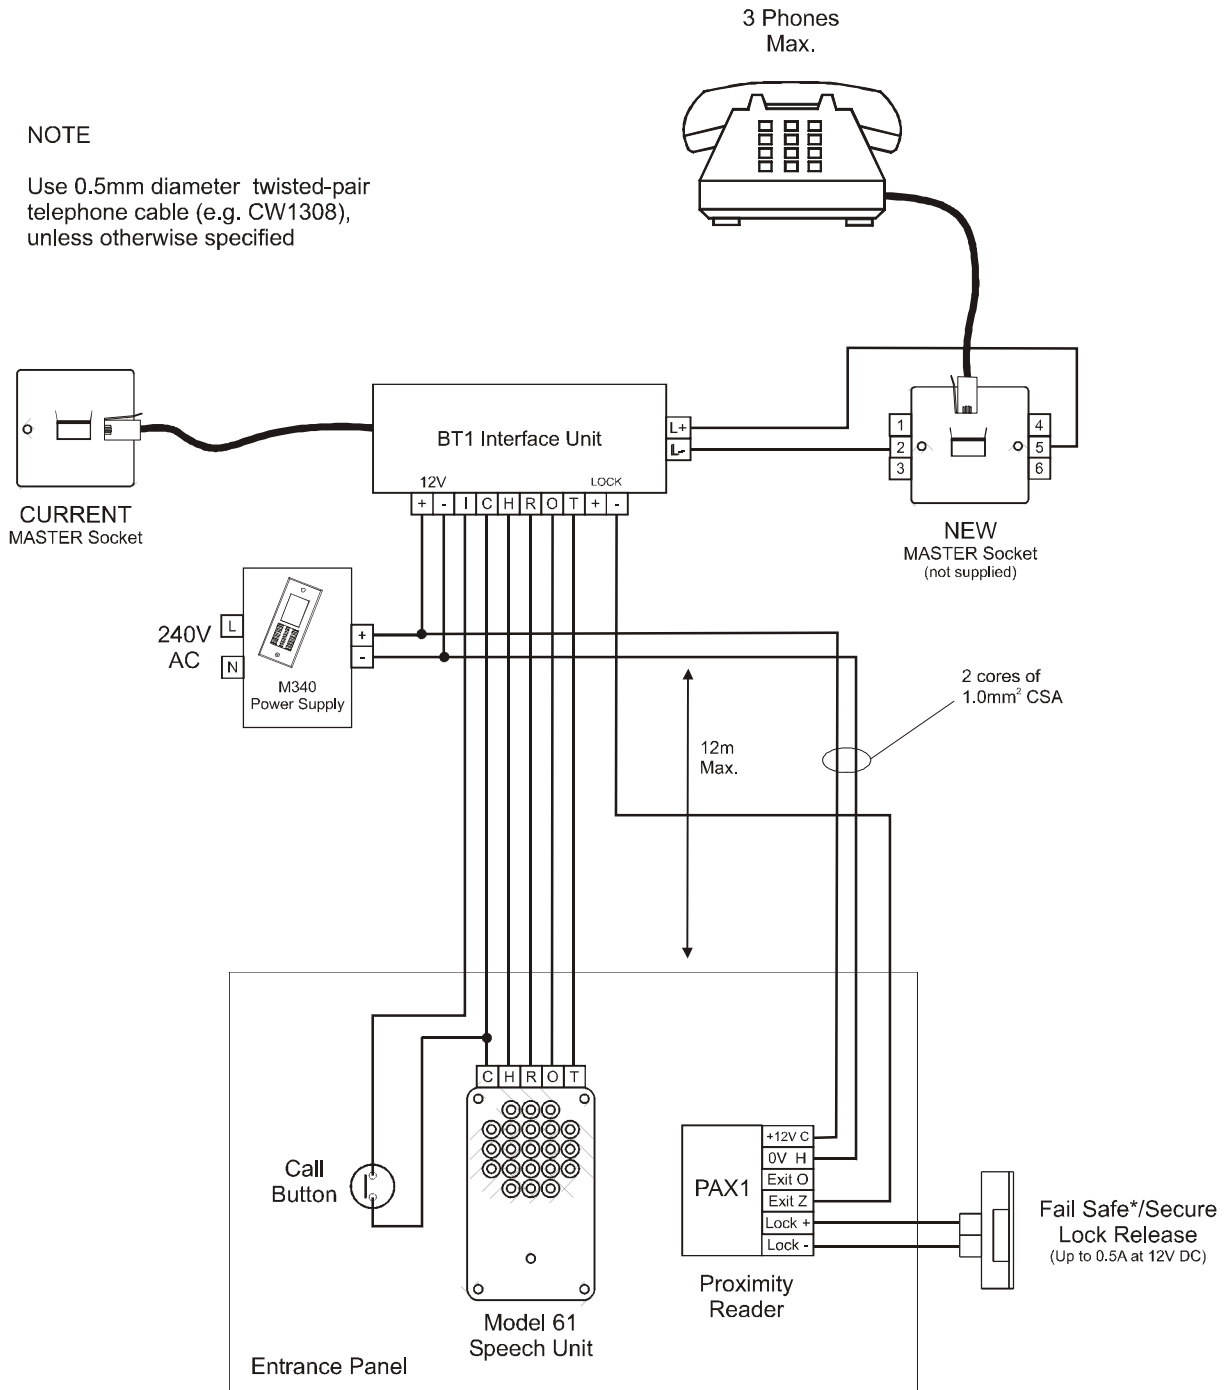 3 Phones
Max.
NOTE
Use 0.5mm diameter twisted-pair
telephone cable (e.g. CW1308),
unless otherwise specified
BT1 Interface Unit
L+
L-
12V
LOCK
+ - I C H R O T + -
1
2
3
4
5
6
CURRENT
MASTER Socket
NEW
MASTER Socket
(not supplied)
240V
AC
L
N
+
-
M340
Power Supply
2 cores of
1.0mm² CSA
12m
Max.
C H R O T
Call
Button
Model 61
Speech Unit
PAX1
+12V C
0V H
Exit O
Exit Z
Lock +
Lock -
Proximity
Reader
Fail Safe*/Secure
Lock Release
(Up to 0.5A at 12V DC)
Entrance Panel